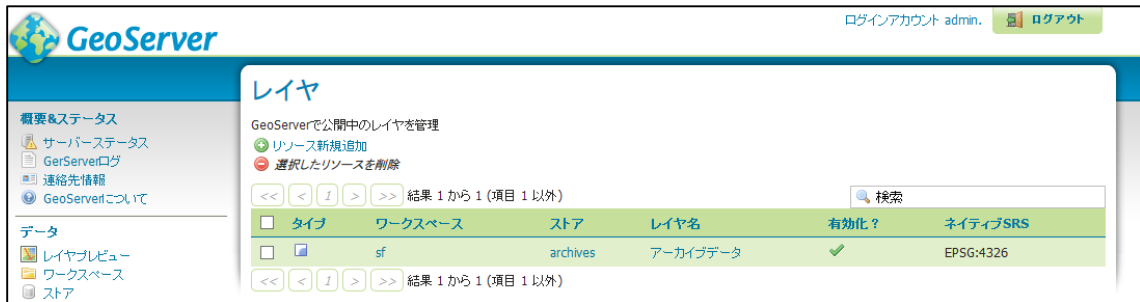 GeoServer
ログインアカウント admin. ログアウト
レイヤ
GeoServerで公開中のレイヤを管理
リソース新規追加
選択したリソースを削除
<< < 1 > >> 結果 1 から 1 (項目 1 以外)
検索
タイプ ワークスペース ストア レイヤ名 有効化？ ネイティブSRS
sf archives アーカイブデータ EPSG:4326
<< < 1 > >> 結果 1 から 1 (項目 1 以外)
概要&ステータス
サーバーステータス
GerServerログ
連絡先情報
GeoServerについて
データ
レイヤプレビュー
ワークスペース
ストア